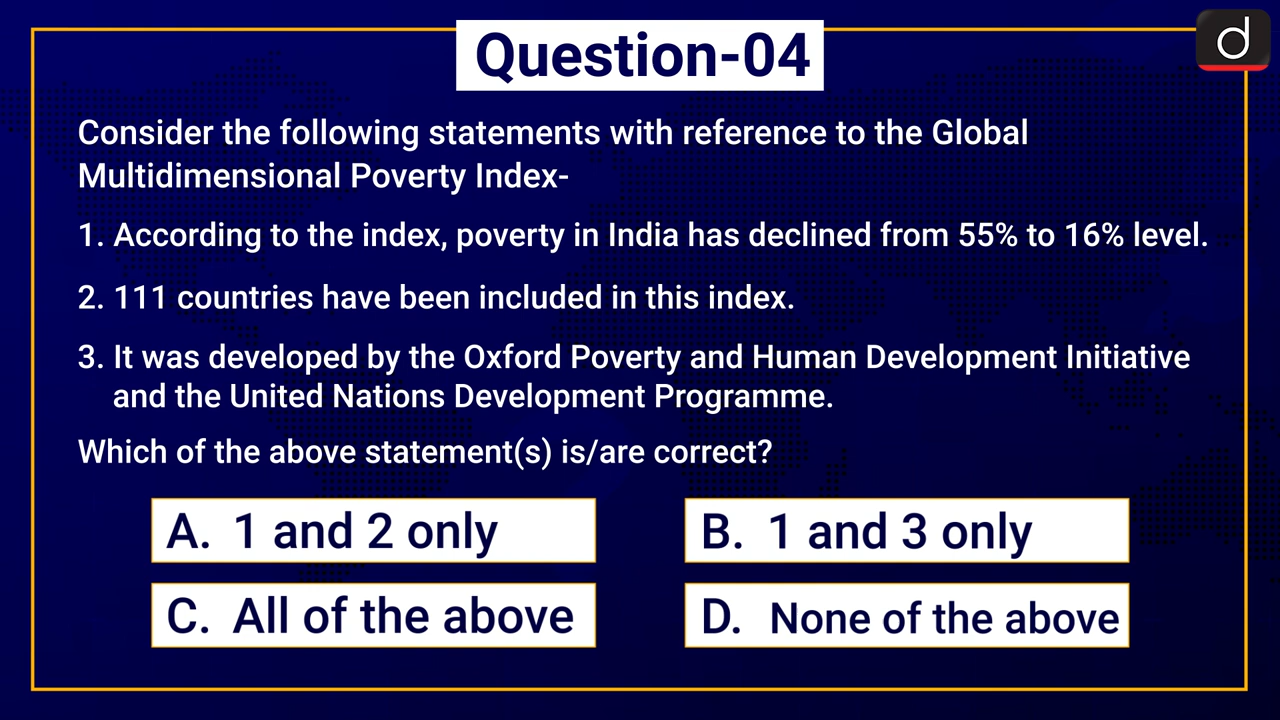 Question-04
d
Consider the following statements with reference to the Global
Multidimensional Poverty Index-
1. According to the index, poverty in India has declined from 55% to 16% level.
2. 111 countries have been included in this index.
3. It was developed by the Oxford Poverty and Human Development Initiative
and the United Nations Development Programme.
Which of the above statement(s) is/are correct?
A. 1 and 2 only
B. 1 and 3 only
C. All of the above
D. None of the above